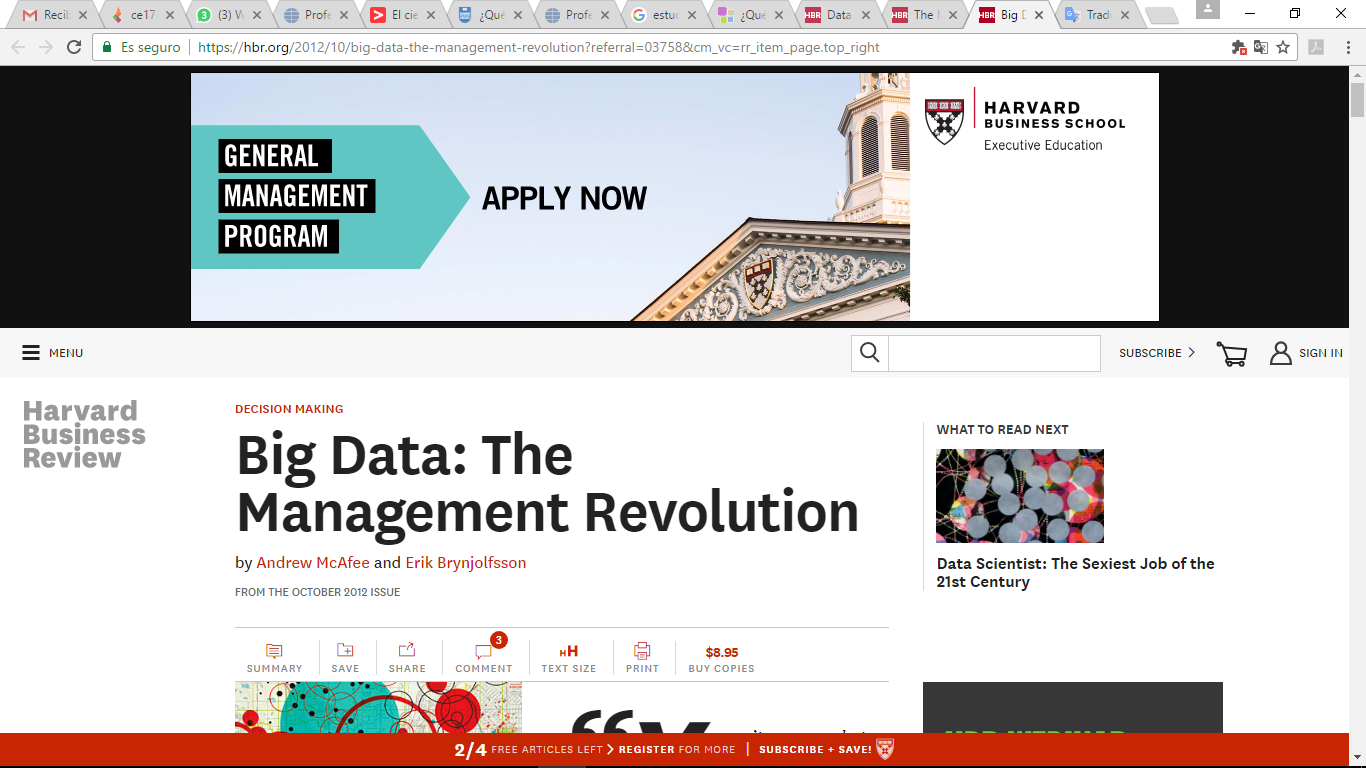 Recib
ce17
(3) W
Profe
El cie
¿Qué
Profe
estuc
¿Qué
HBR Data
HBR The
HBR Big D
Tradu
Es seguro https://hbr.org/2012/10/big-data-the-management-revolution?referral=03758&cm_vc=rr_item_page.top_right
GENERAL
MANAGEMENT
PROGRAM
APPLY NOW
HARVARD
BUSINESS SCHOOL
Executive Education
MENU
SUBSCRIBE
SIGN IN
Harvard
Business
Review
DECISION MAKING
Big Data: The
Management Revolution
by Andrew McAfee and Erik Brynjolfsson
FROM THE OCTOBER 2012 ISSUE
WHAT TO READ NEXT
Data Scientist: The Sexiest Job of the
21st Century
SUMMARY
SAVE
SHARE
3
COMMENT
TEXT SIZE
PRINT
$8.95
BUY COPIES
2/4 FREE ARTICLES LEFT > REGISTER FOR MORE | SUBSCRIBE + SAVE!